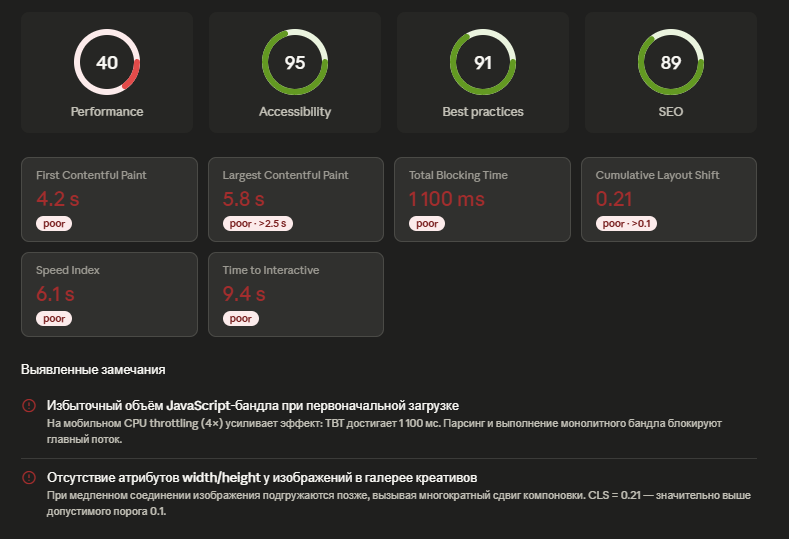 40
Performance
95
Accessibility
91
Best practices
89
SEO
First Contentful Paint
4.2 s
poor
Largest Contentful Paint
5.8 s
poor · >2.5 s
Total Blocking Time
1 100 ms
poor
Cumulative Layout Shift
0.21
poor · >0.1
Speed Index
6.1 s
poor
Time to Interactive
9.4 s
poor
Выявленные замечания
Избыточный объём JavaScript-бандла при первоначальной загрузке
На мобильном CPU throttling (4×) усиливает эффект: TBT достигает 1 100 мс. Парсинг и выполнение монолитного бандла блокируют
главный поток.
Отсутствие атрибутов width/height у изображений в галерее креативов
При медленном соединении изображения подгружаются позже, вызывая многократный сдвиг компоновки. CLS = 0.21 — значительно выше
допустимого порога 0.1.